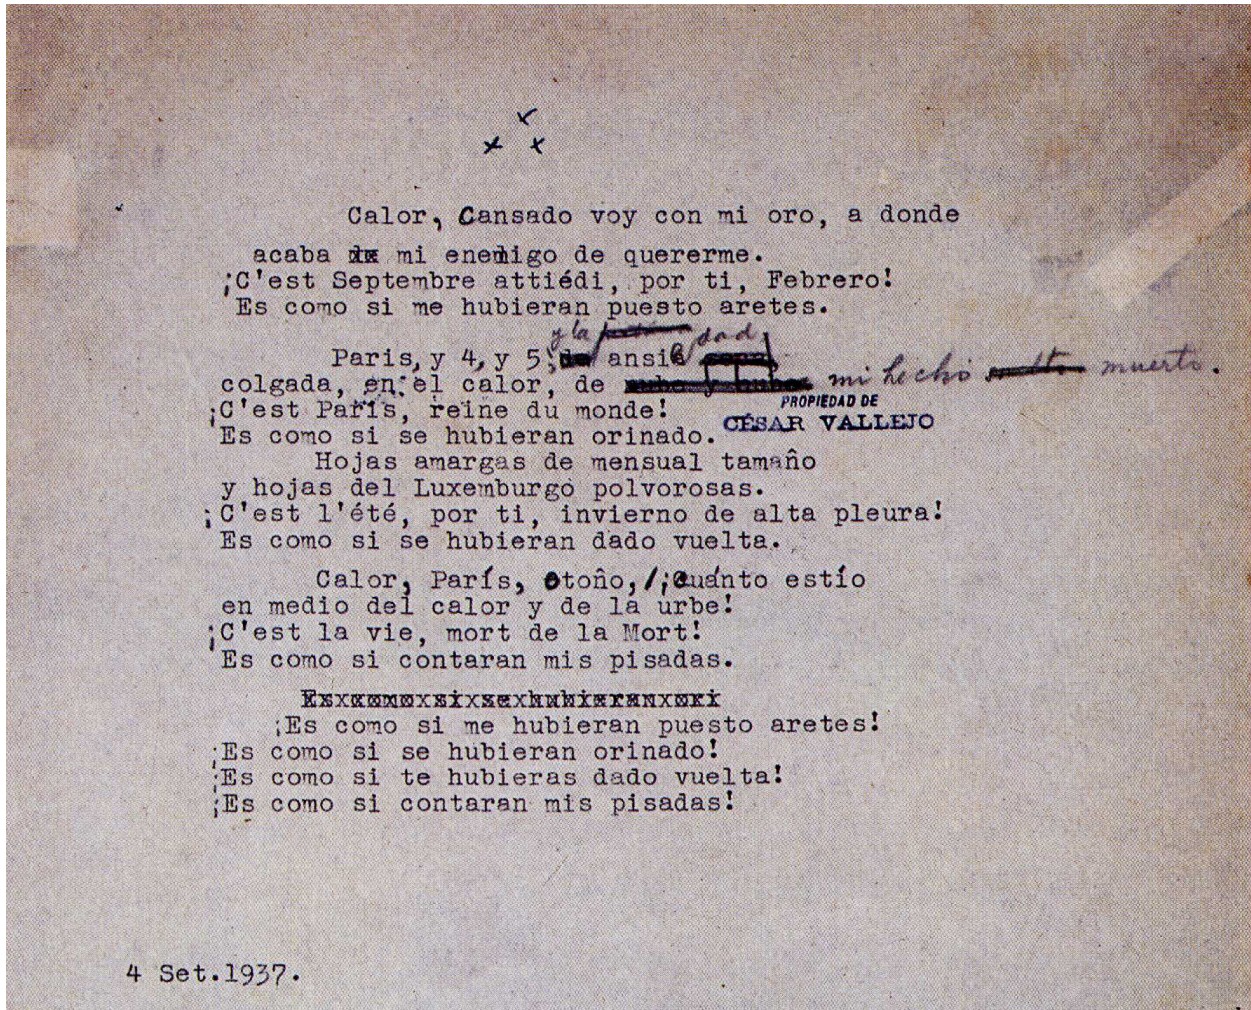 Calor, Cansado voy con mi oro, a donde
acaba mi enemigo de quererme.
¡C'est Septembre attiédi, por ti, Febrero!
Es como si me hubieran puesto aretes.
y la dad
Paris, y 4, y 5; ansie
colgada, en el calor, de mi hecho muerto.
¡C'est París, reine du monde!
PROPIEDAD DE
Es como si se hubieran orinado. CÉSAR VALLEJO
Hojas amargas de mensual tamaño
y hojas del Luxemburgo polvorosas.
¡C'est l'été, por ti, invierno de alta pleura!
Es como si se hubieran dado vuelta.
Calor, París, Otoño, /¡Cuánto estío
en medio del calor y de la urbe!
¡C'est la vie, mort de la Mort!
Es como si contaran mis pisadas.
¡Es como si me hubieran puesto aretes!
¡Es como si se hubieran orinado!
¡Es como si te hubieras dado vuelta!
¡Es como si contaran mis pisadas!
4 Set.1937.